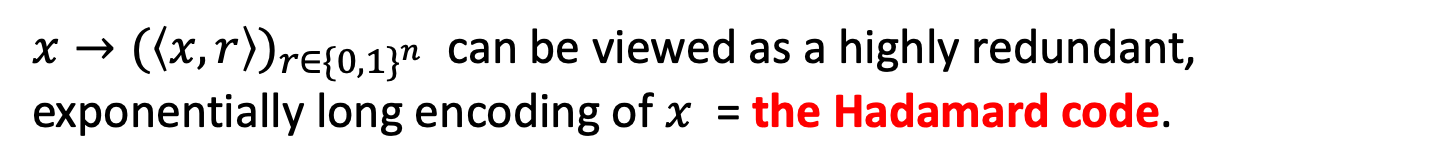 x → (⟨x, r⟩)_{r∈{0,1}^n} can be viewed as a highly redundant,
exponentially long encoding of x = the Hadamard code.